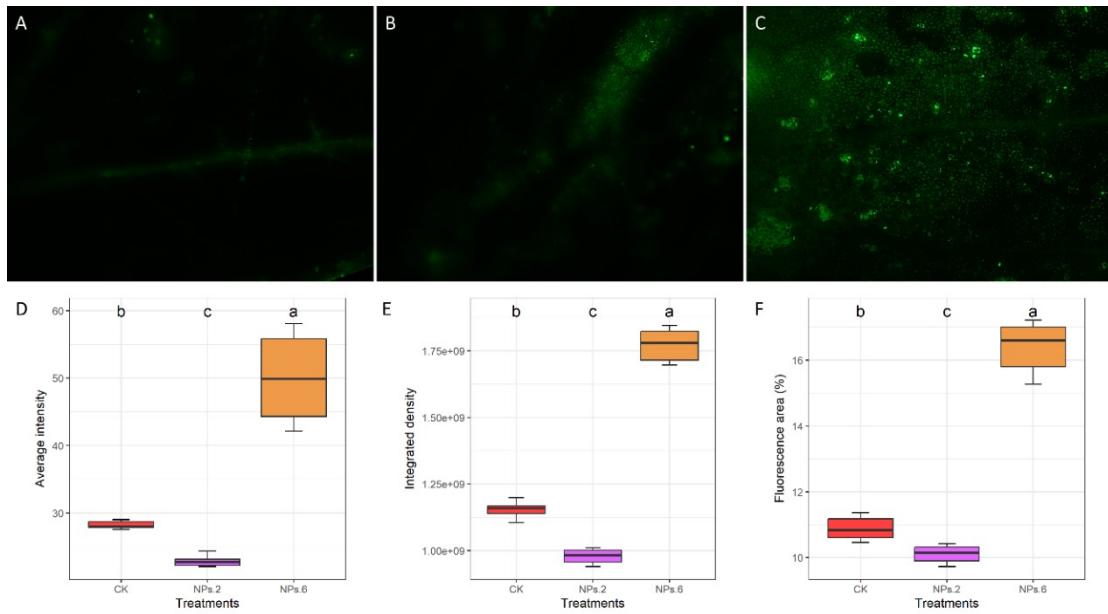 A
B
C
D
b
c
a
60
50
40
30
Average intensity
CK
NPs.2
NPs.6
Treatments
E
b
c
a
1.75e+09
1.50e+09
1.25e+09
1.00e+09
Integrated density
CK
NPs.2
NPs.6
Treatments
F
b
c
a
16
14
12
10
Fluorescence area (%)
CK
NPs.2
NPs.6
Treatments